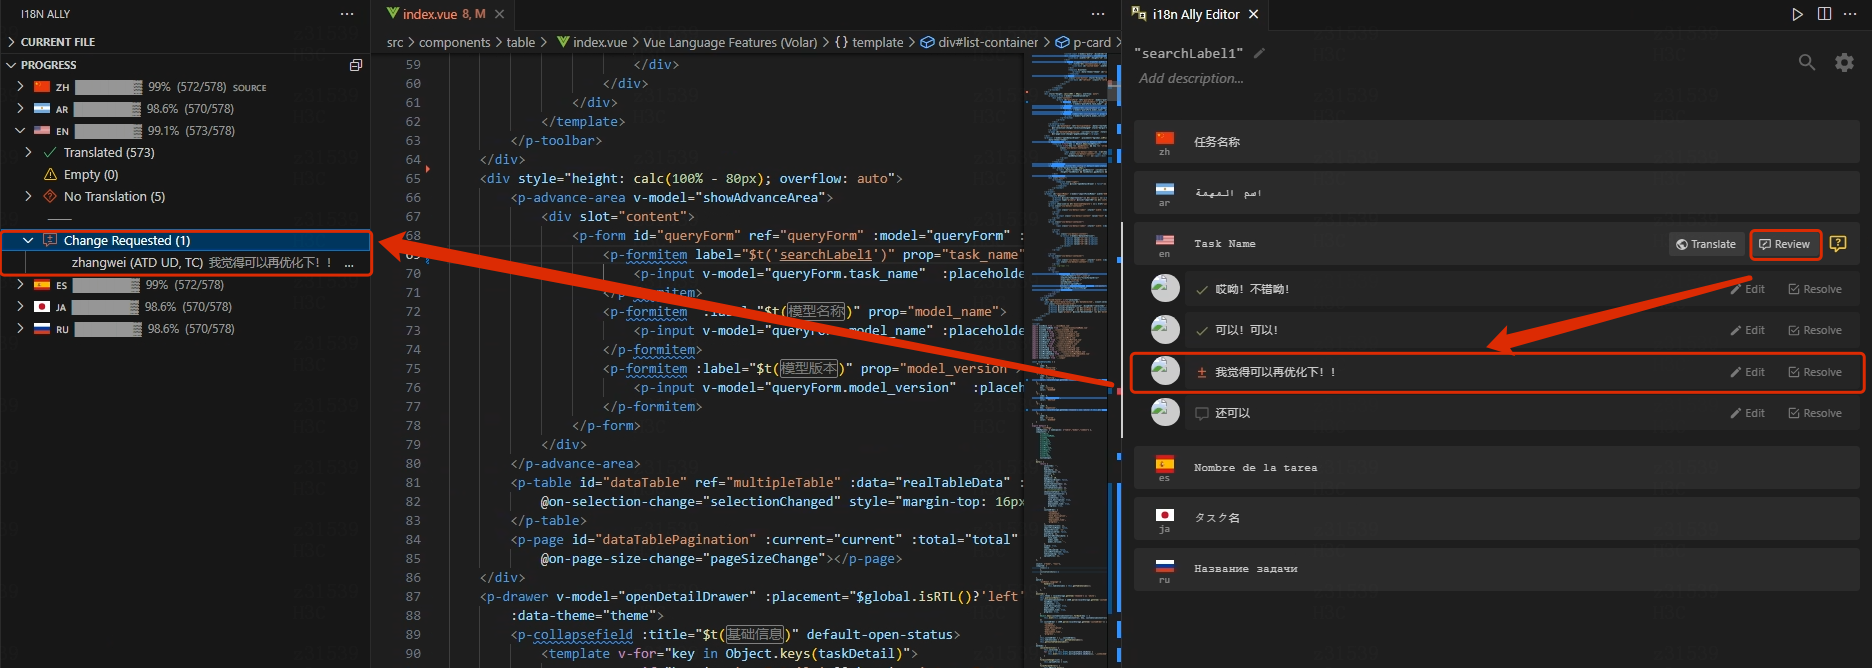 I18N ALLY
CURRENT FILE
PROGRESS
ZH 99% (572/578) SOURCE
AR 98.6% (570/578)
EN 99.1% (573/578)
Translated (573)
Empty (0)
No Translation (5)
Change Requested (1)
zhangwei (ATD UD, TC) 我觉得可以再优化下！！ ...
ES 99% (572/578)
JA 98.6% (570/578)
RU 98.6% (570/578)
index.vue 8, M
src > components > table > index.vue > Vue Language Features (Volar) > {} template > div#list-container > p-card >
59 </div>
60 </div>
61 </div>
62 </template>
63 </p-toolbar>
64 </div>
65 <div style="height: calc(100% - 80px); overflow: auto">
66 <p-advance-area v-model="showAdvanceArea">
67 <div slot="content">
68 <p-form id="queryForm" ref="queryForm" :model="queryForm" :
69 <p-formitem label="$t('searchLabel1')" prop="task_name"
70 <p-input v-model="queryForm.task_name" :placeholde
71 </p-formitem>
72 <p-formitem :label="$t(模型名称)" prop="model_name">
73 <p-input v-model="queryForm.model_name" :placeholde
74 </p-formitem>
75 <p-formitem :label="$t(模型版本)" prop="model_version">
76 <p-input v-model="queryForm.model_version" :placeh
77 </p-formitem>
78 </p-form>
79 </div>
80 </p-advance-area>
81 <p-table id="dataTable" ref="multipleTable" :data="realTableData" :
82 @on-selection-change="selectionChanged" style="margin-top: 16px
83 </p-table>
84 <p-page id="dataTablePagination" :current="current" :total="total"
85 @on-page-size-change="pageSizeChange"></p-page>
86 </div>
87 <p-drawer v-model="openDetailDrawer" :placement="$global.isRTL()?'left'
88 :data-theme="theme">
89 <p-collapsefield :title="$t(基础信息)" default-open-status>
90 <template v-for="key in Object.keys(taskDetail)">
i18n Ally Editor
"searchLabel1"
Add description...
zh 任务名称
ar اسم المهمة
en Task Name Translate Review
哎呦！不错呦！ Edit Resolve
可以！可以！ Edit Resolve
我觉得可以再优化下！！ Edit Resolve
还可以 Edit Resolve
es Nombre de la tarea
ja タスク名
ru Название задачи